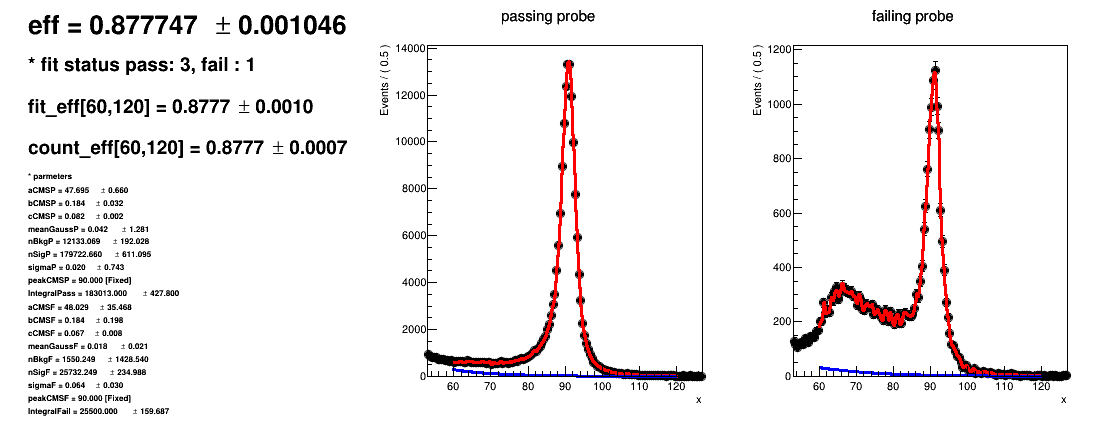 eff = 0.877747 ± 0.001046
* fit status pass: 3, fail : 1
fit_eff[60,120] = 0.8777 ± 0.0010
count_eff[60,120] = 0.8777 ± 0.0007
* parmeters
aCMSP = 47.695 ± 0.660
bCMSP = 0.184 ± 0.032
cCMSP = 0.082 ± 0.002
meanGaussP = 0.042 ± 1.281
nBkgP = 12133.069 ± 192.028
nSigP = 179722.660 ± 611.095
sigmaP = 0.020 ± 0.743
peakCMSP = 90.000 [Fixed]
IntegralPass = 183013.000 ± 427.800
aCMSF = 48.029 ± 35.468
bCMSF = 0.184 ± 0.198
cCMSF = 0.067 ± 0.008
meanGaussF = 0.018 ± 0.021
nBkgF = 1550.249 ± 1428.540
nSigF = 25732.249 ± 234.988
sigmaF = 0.064 ± 0.030
peakCMSF = 90.000 [Fixed]
IntegralFail = 25500.000 ± 159.687
passing probe
Events / ( 0.5 )
14000
12000
10000
8000
6000
4000
2000
0
60 70 80 90 100 110 120
x
failing probe
Events / ( 0.5 )
1200
1000
800
600
400
200
0
60 70 80 90 100 110 120
x